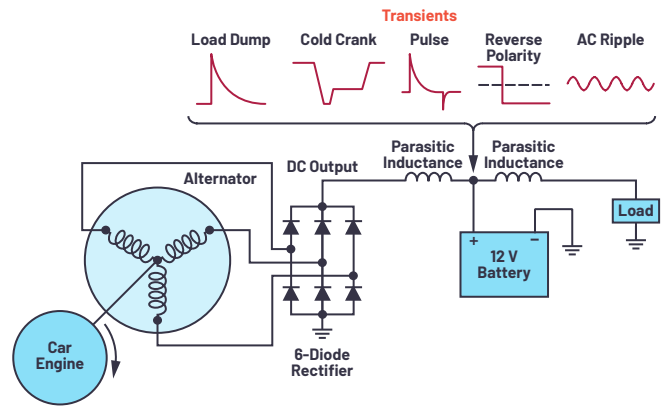 Transients
Load Dump
Cold Crank
Pulse
Reverse
Polarity
AC Ripple
Parasitic
Inductance
Parasitic
Inductance
DC Output
Alternator
Load
+
−
12 V
Battery
Car
Engine
6-Diode
Rectifier